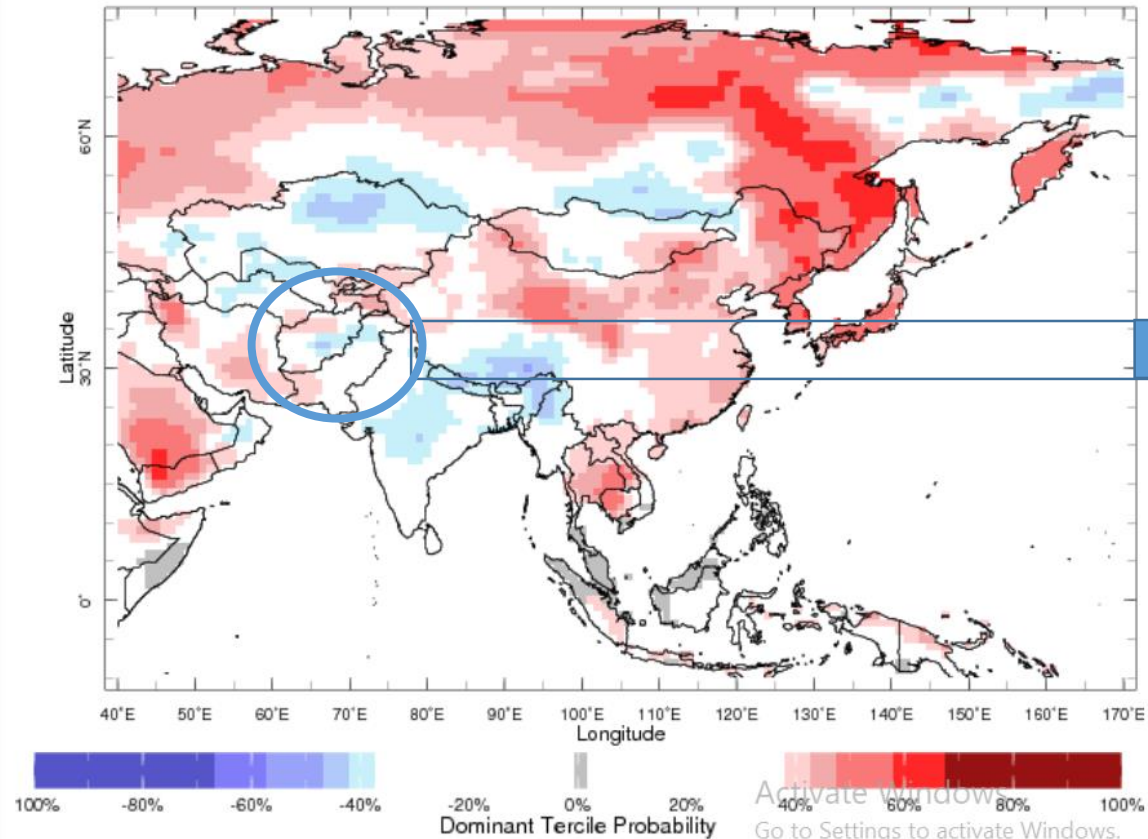 60°N
30°N
0°
Latitude
40°E 50°E 60°E 70°E 80°E 90°E 100°E 110°E 120°E 130°E 140°E 150°E 160°E 170°E
Longitude
100% -80% -60% -40% -20% 0% 20% 40% 60% 80% 100%
Dominant Tercile Probability
Activate Windows
Go to Settings to activate Windows.